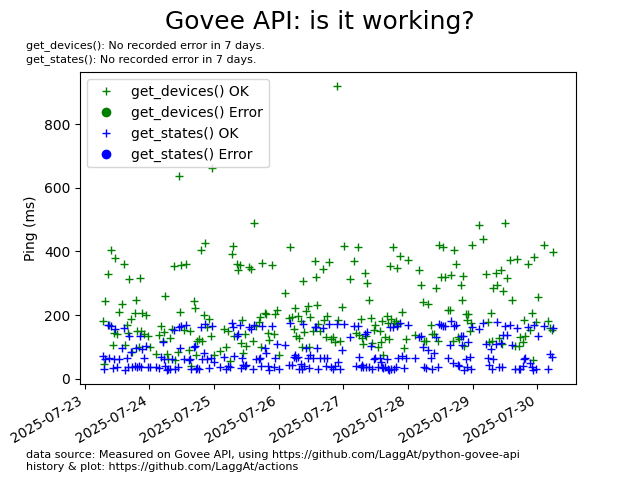 Govee API: is it working?
get_devices(): No recorded error in 7 days.
get_states(): No recorded error in 7 days.
get_devices() OK
get_devices() Error
get_states() OK
get_states() Error
Ping (ms)
800
600
400
200
0
2025-07-23
2025-07-24
2025-07-25
2025-07-26
2025-07-27
2025-07-28
2025-07-29
2025-07-30
data source: Measured on Govee API, using https://github.com/LaggAt/python-govee-api
history & plot: https://github.com/LaggAt/actions